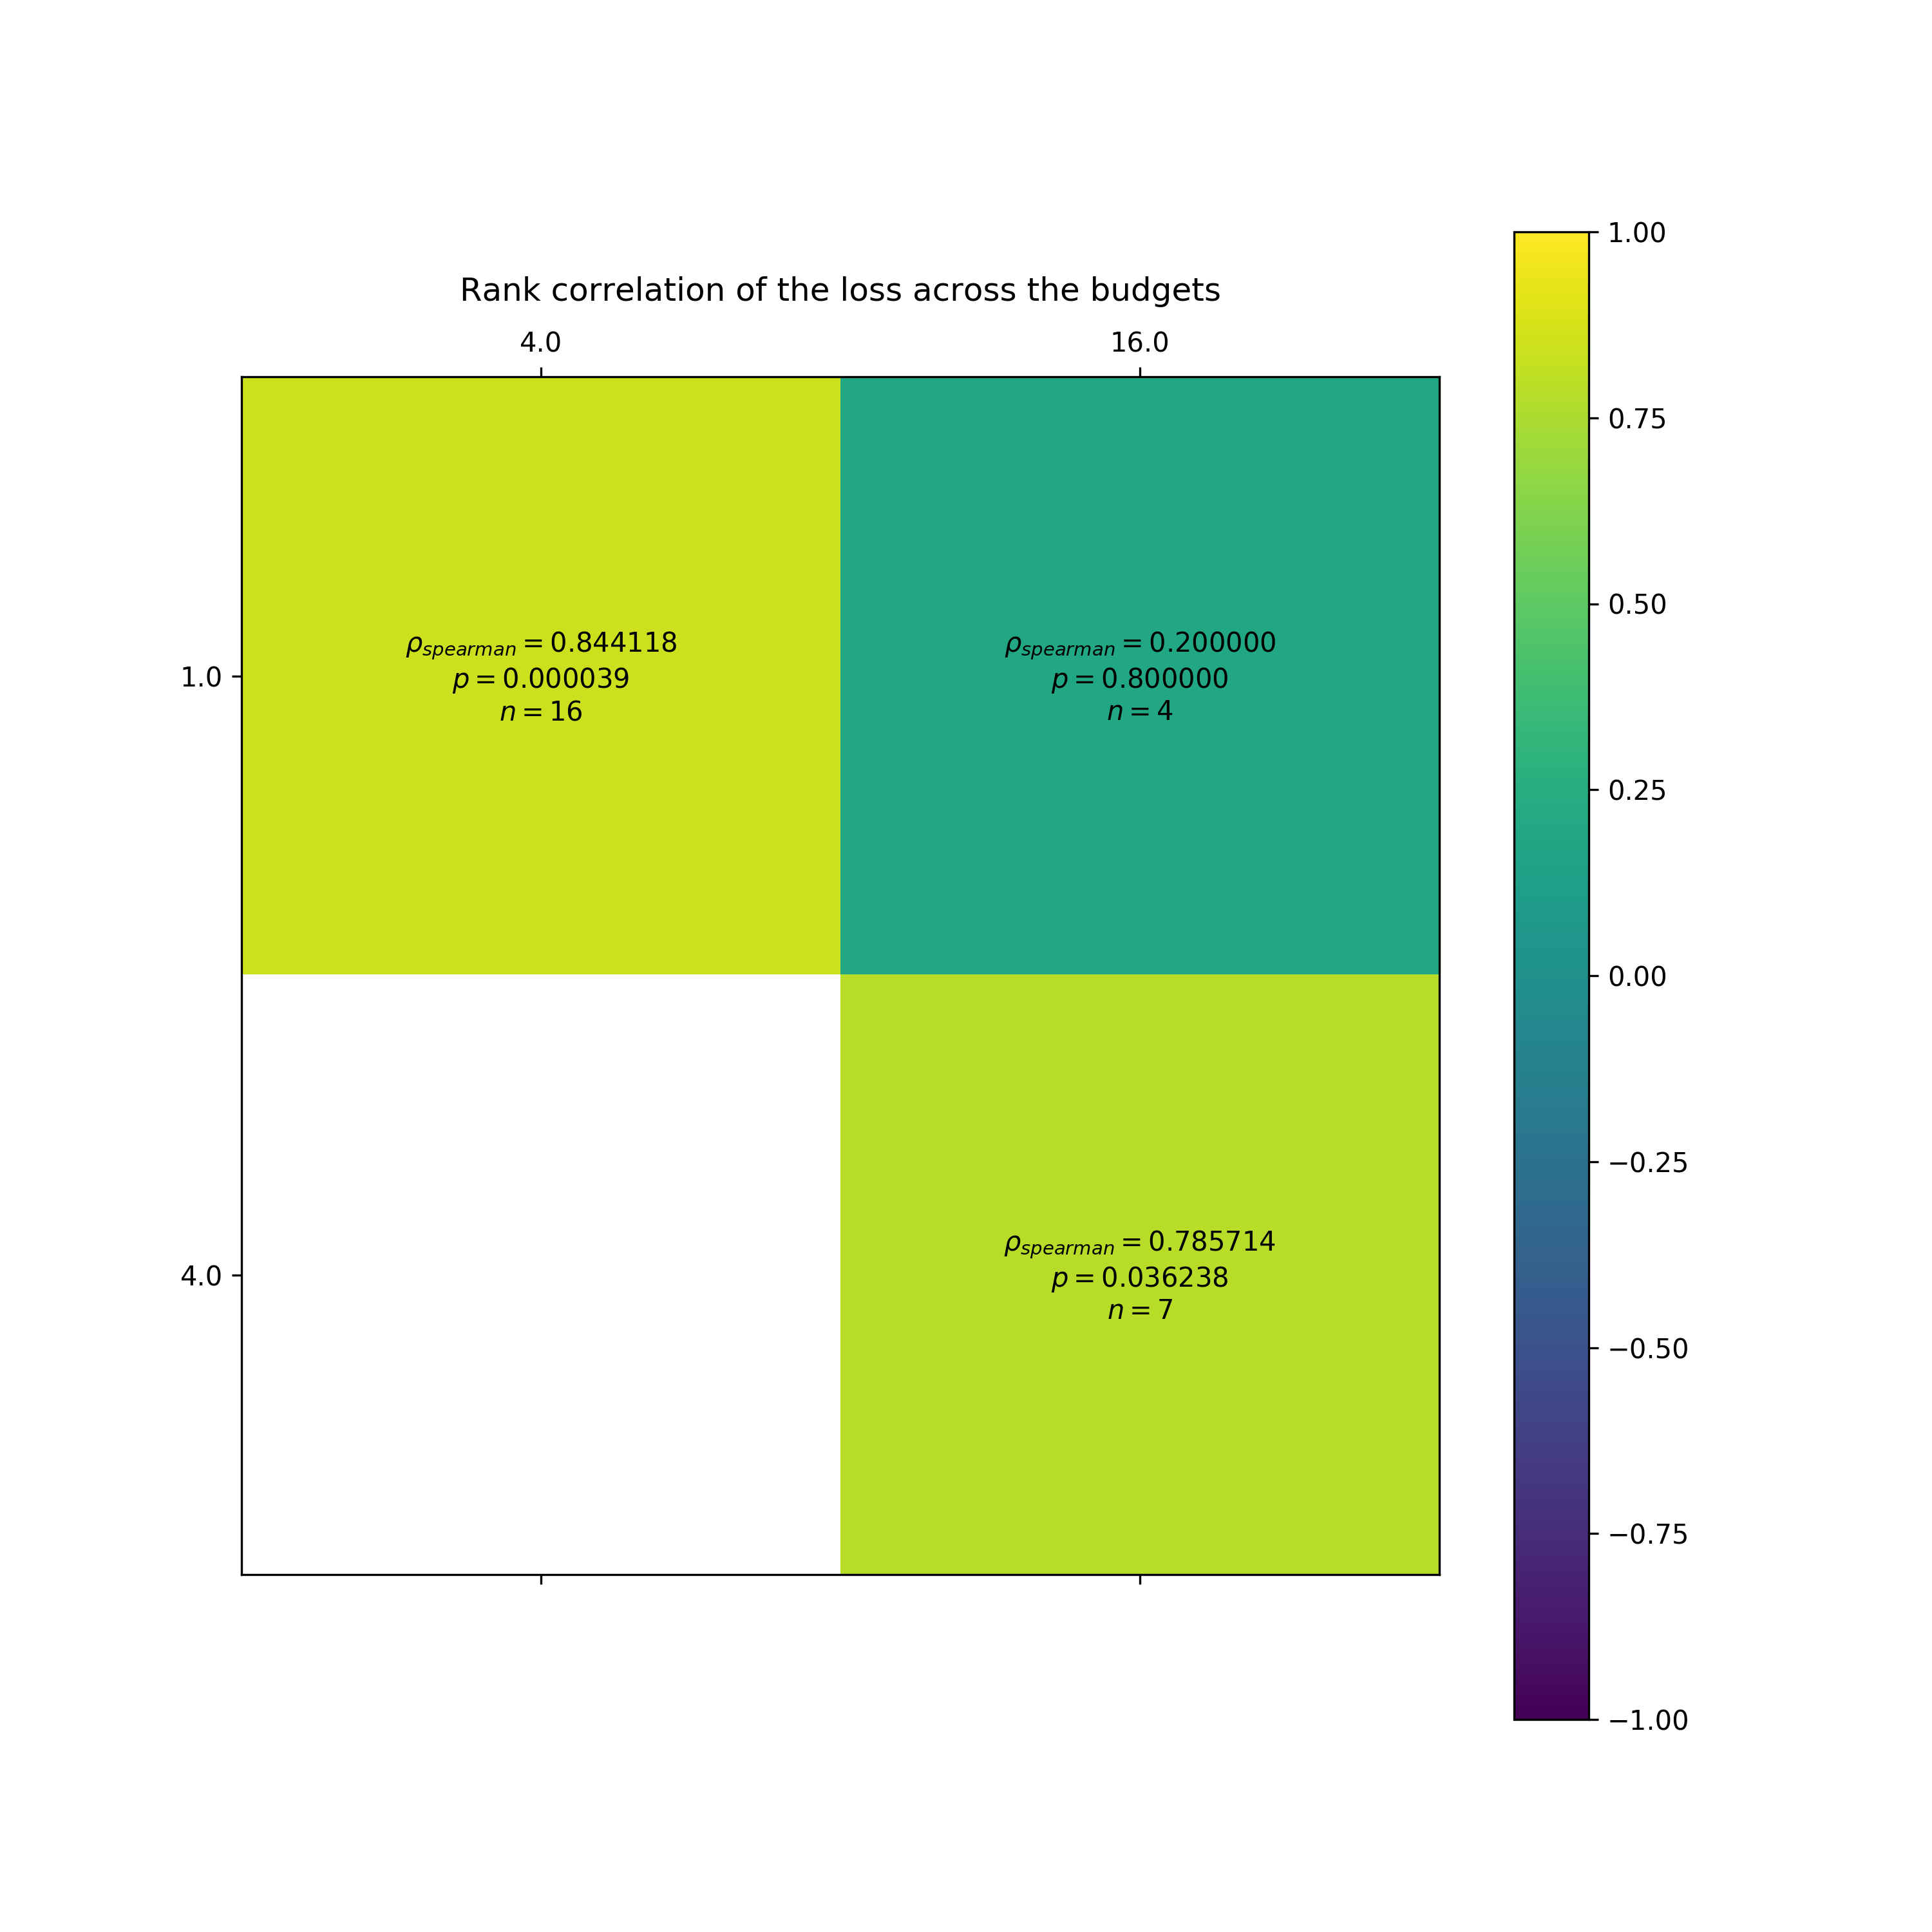 Rank correlation of the loss across the budgets
4.0 16.0
1.0
ρspearman = 0.844118
p = 0.000039
n = 16
ρspearman = 0.200000
p = 0.800000
n = 4
4.0
ρspearman = 0.785714
p = 0.036238
n = 7
1.00
0.75
0.50
0.25
0.00
−0.25
−0.50
−0.75
−1.00